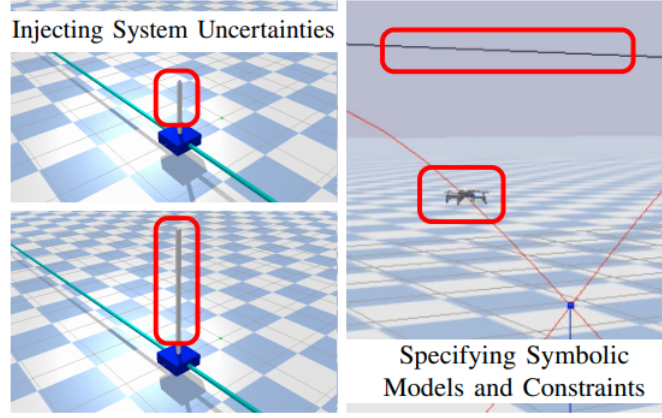 Injecting System Uncertainties
Specifying Symbolic
Models and Constraints